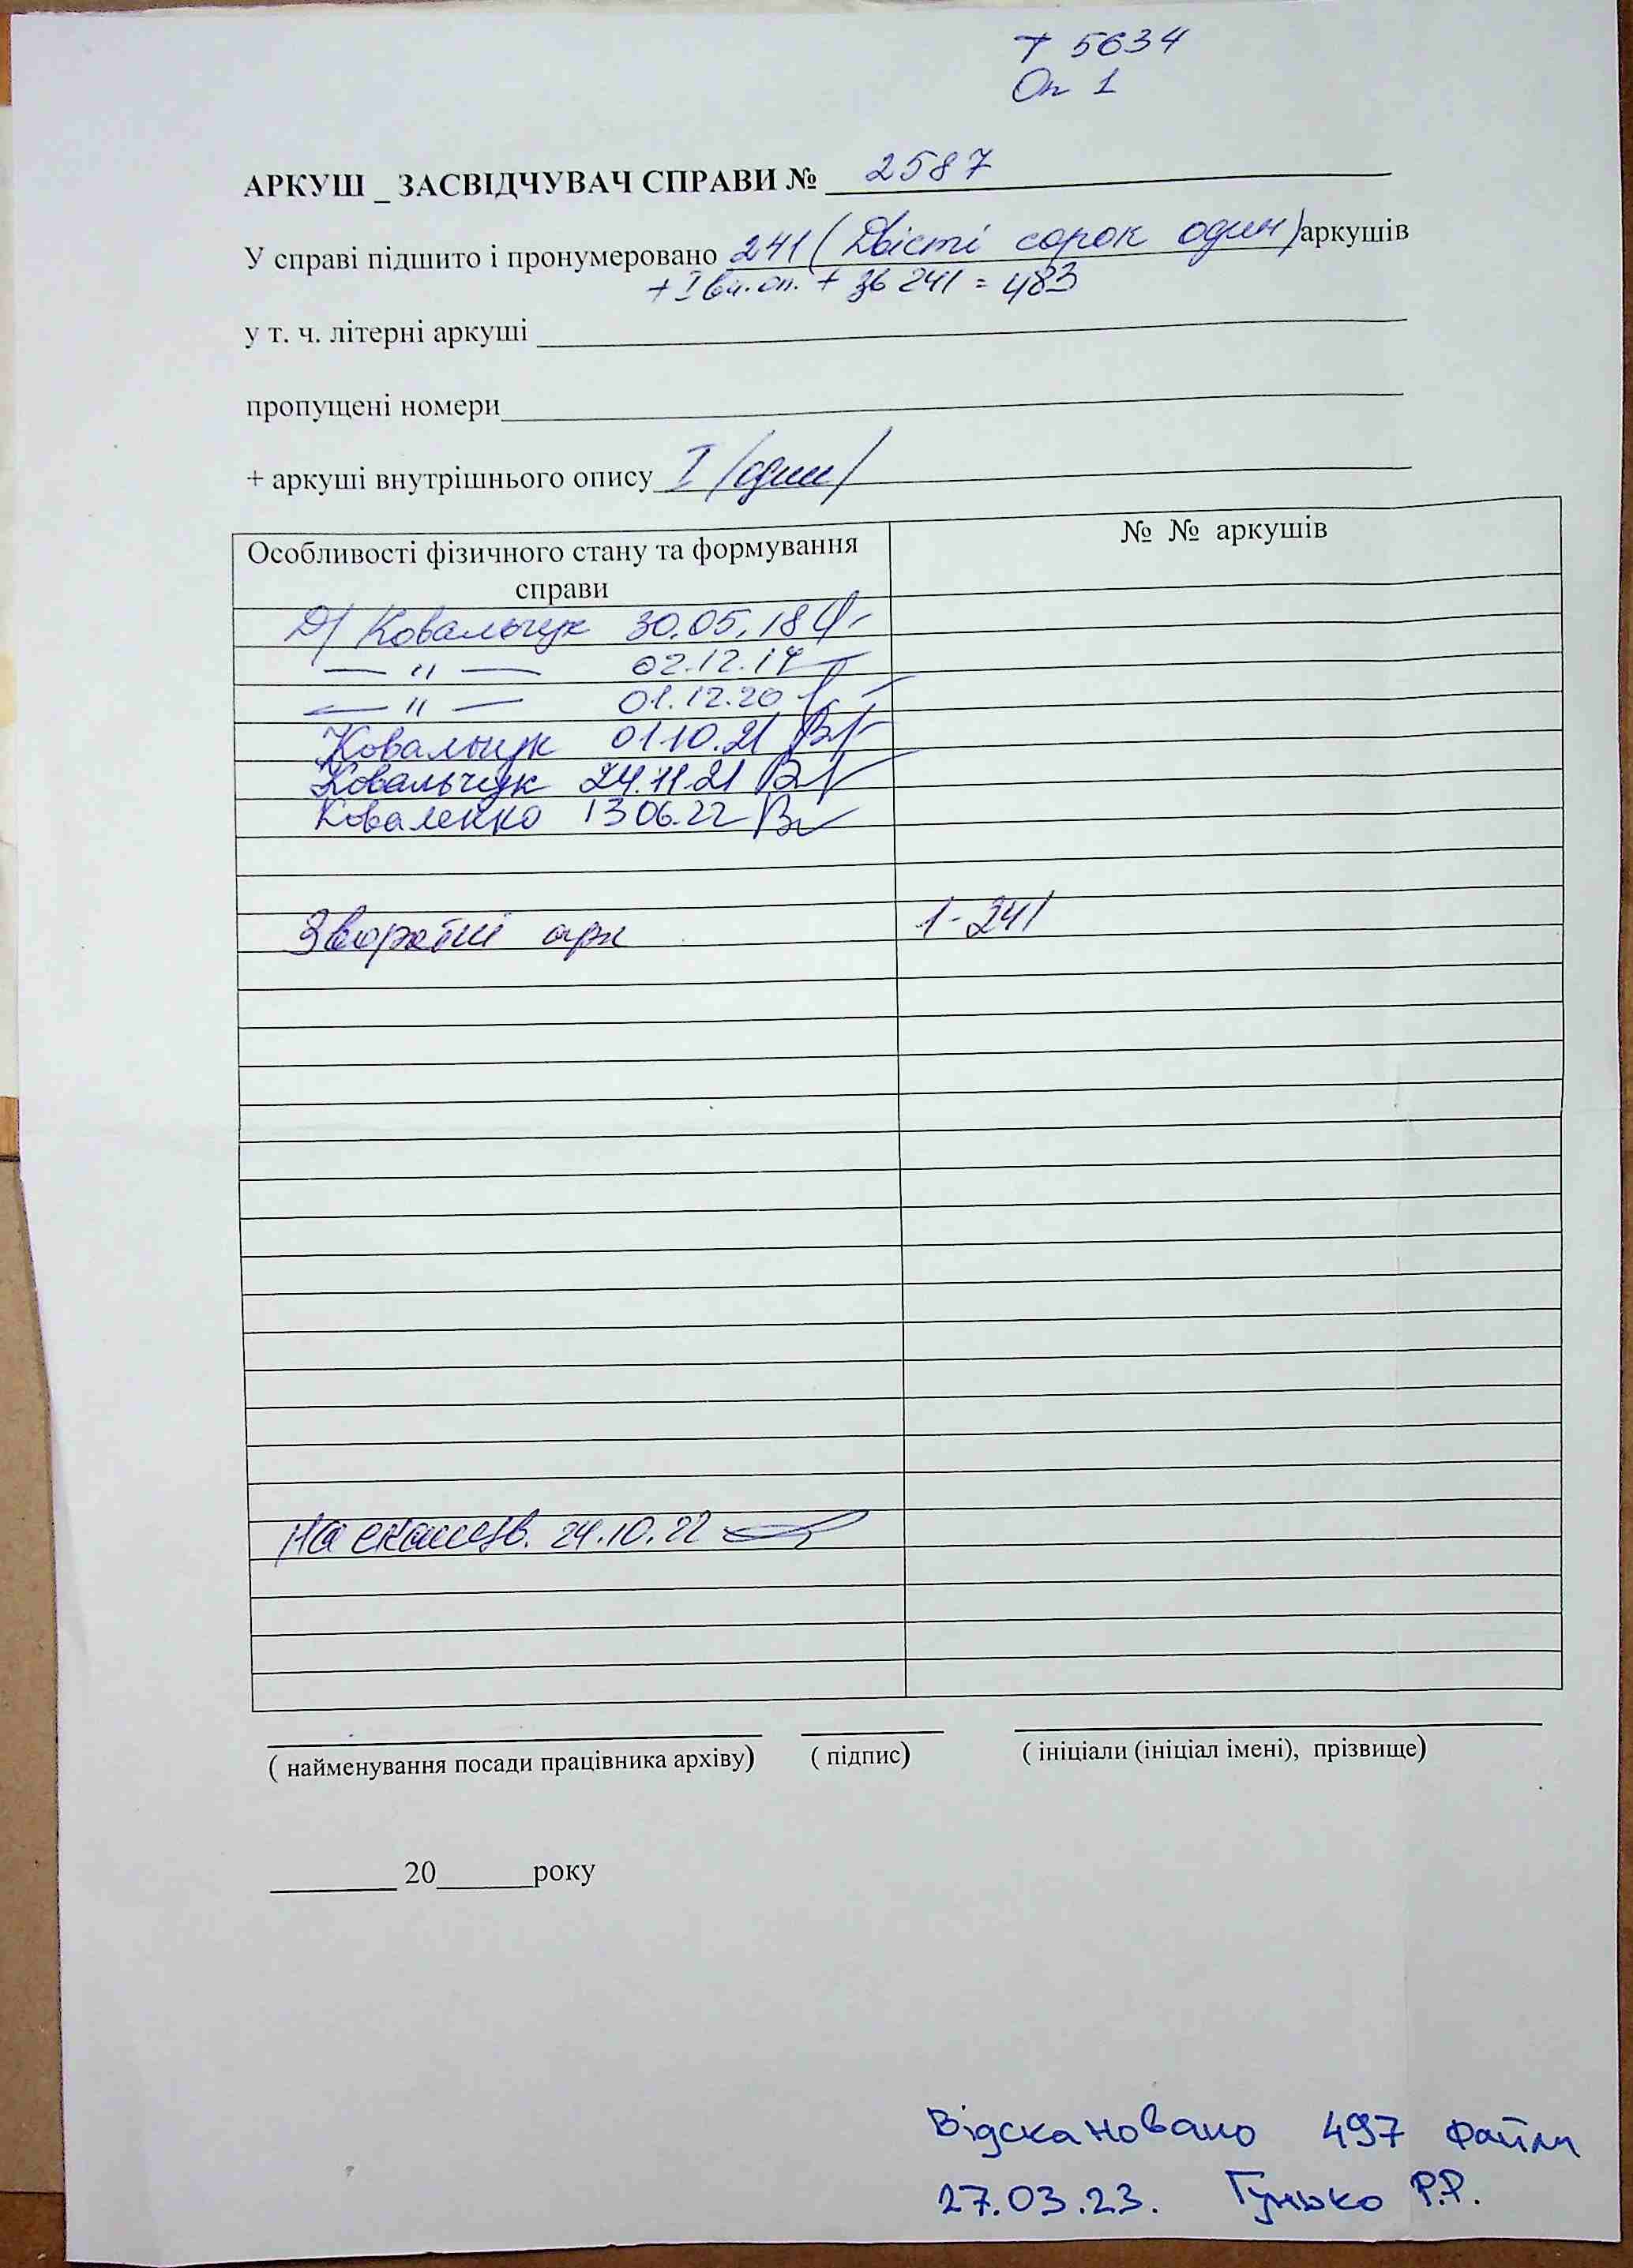 Т 5634
Оп 1
АРКУШ _ ЗАСВІДЧУВАЧ СПРАВИ № 2587
У справі підшито і пронумеровано 241 ( Двісті сорок один ) аркушів
+ I вн. оп. + зв 241 = 483
у т. ч. літерні аркуші
пропущені номери
+ аркуші внутрішнього опису I /один/
Особливості фізичного стану та формування справи
№ № аркушів
Ковальчук 30.05.18
— " — 02.12.19
— " — 01.12.20
Ковальчук 01.10.21
Ковальчук 24.11.21
Коваленко 13.06.22
Зворотні арк 1-241
На сканув. 24.10.22
( найменування посади працівника архіву) ( підпис) ( ініціали (ініціал імені), прізвище)
20 року
Відскановано 497 файли
27.03.23. Гунько Р.Р.